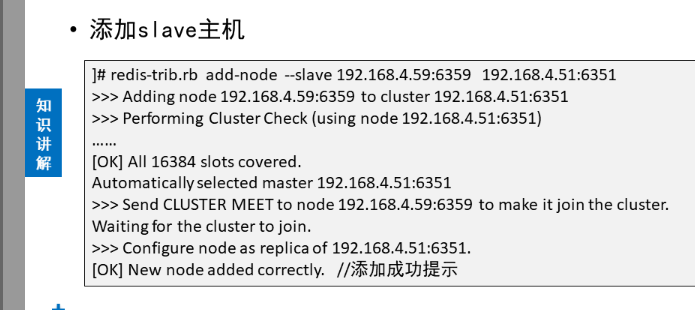 • 添加slave主机
知识讲解
]# redis-trib.rb add-node --slave 192.168.4.59:6359 192.168.4.51:6351
>>> Adding node 192.168.4.59:6359 to cluster 192.168.4.51:6351
>>> Performing Cluster Check (using node 192.168.4.51:6351)
……
[OK] All 16384 slots covered.
Automatically selected master 192.168.4.51:6351
>>> Send CLUSTER MEET to node 192.168.4.59:6359 to make it join the cluster.
Waiting for the cluster to join.
>>> Configure node as replica of 192.168.4.51:6351.
[OK] New node added correctly. //添加成功提示